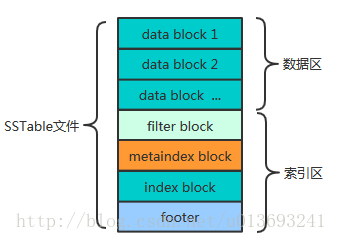 data block 1
data block 2
data block ...
filter block
metaindex block
index block
footer
SSTable文件
数据区
索引区